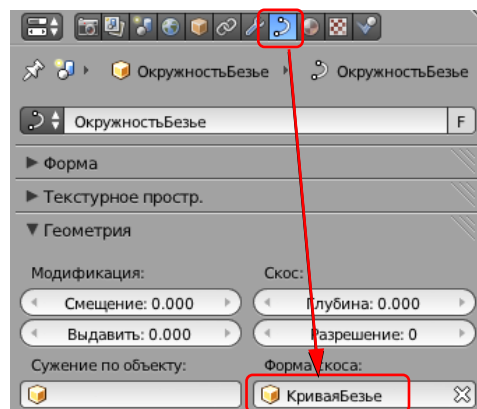 ОкружностьБезье ОкружностьБезье
ОкружностьБезье F
Форма
Текстурное простр.
Геометрия
Модификация: Скос:
Смещение: 0.000 Глубина: 0.000
Выдавить: 0.000 Разрешение: 0
Сужение по объекту: Форма скоса:
КриваяБезье